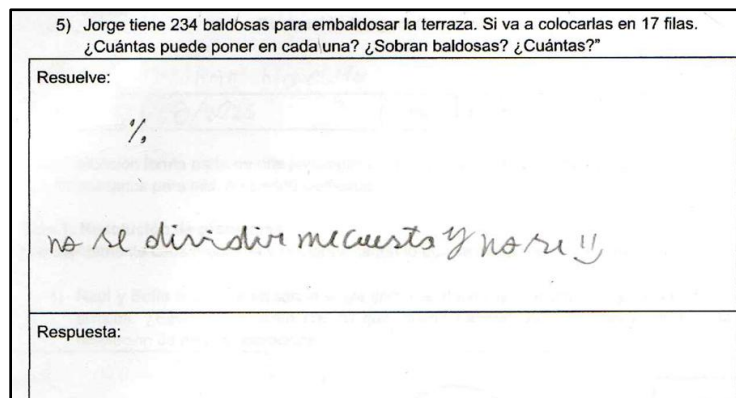 5) Jorge tiene 234 baldosas para embaldosar la terraza. Si va a colocarlas en 17 filas.
¿Cuántas puede poner en cada una? ¿Sobran baldosas? ¿Cuántas?”
Resuelve:
%
no se dividir me cuesta y no se !!
Respuesta: